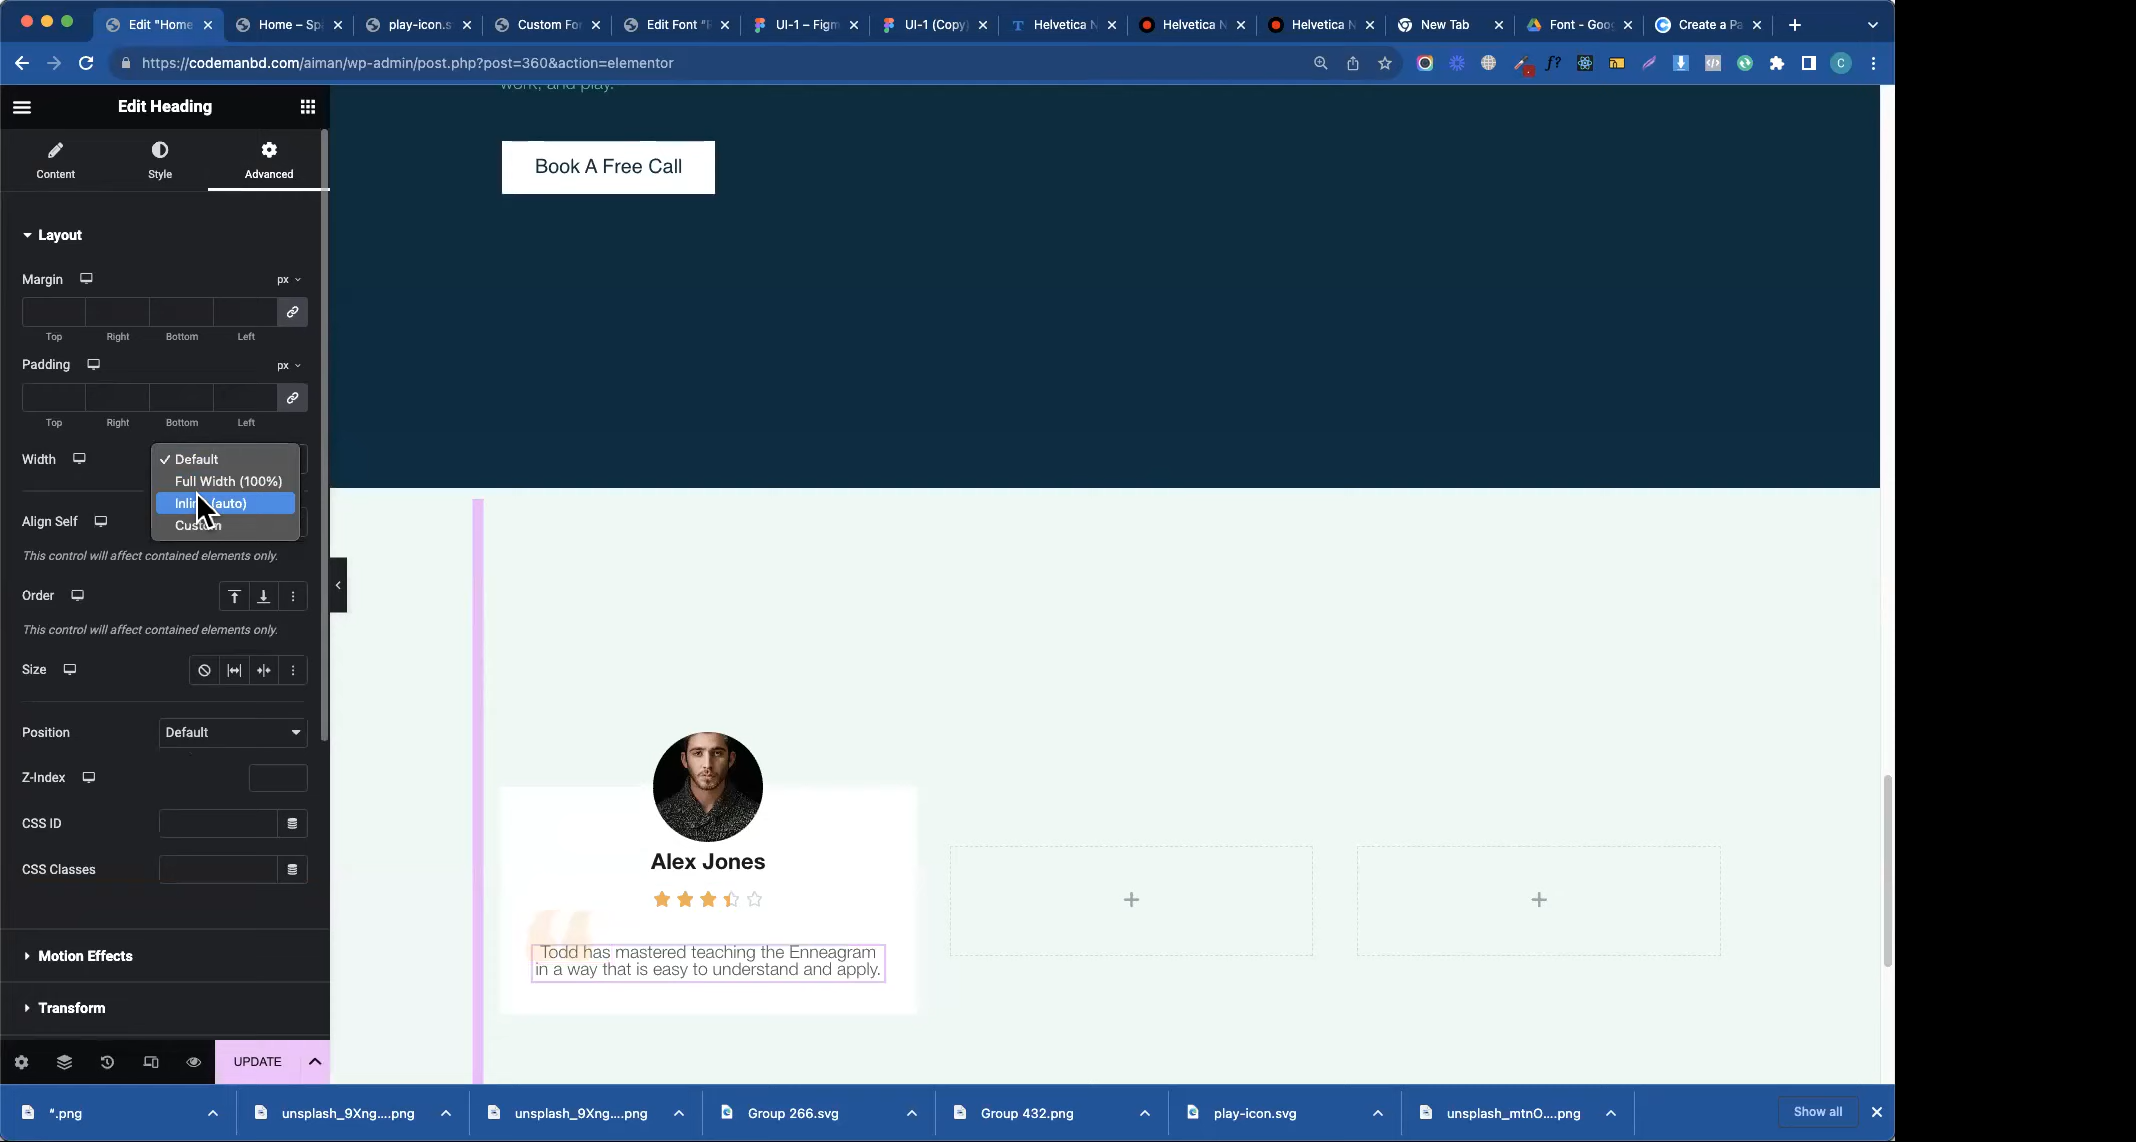 Edit "Home
Home – Sp
play-icon.s
Custom Fo
Edit Font "
UI-1 – Figm
UI-1 (Copy)
Helvetica N
Helvetica N
Helvetica N
New Tab
Font - Goo
Create a Pa
https://codemanbd.com/aiman/wp-admin/post.php?post=360&action=elementor
C
Edit Heading
Content
Style
Advanced
Layout
Margin
px
Top
Right
Bottom
Left
Padding
px
Top
Right
Bottom
Left
Width
Default
Full Width (100%)
(auto)
Custom
Align Self
This control will affect contained elements only.
Order
This control will affect contained elements only.
Size
Position
Default
Z-Index
CSS ID
CSS Classes
Motion Effects
Transform
UPDATE
work, and play.
Book A Free Call
Alex Jones
Todd has mastered teaching the Enneagram
in a way that is easy to understand and apply.
“.png
unsplash_9Xng....png
unsplash_9Xng....png
Group 266.svg
Group 432.png
play-icon.svg
unsplash_mtnO....png
Show all